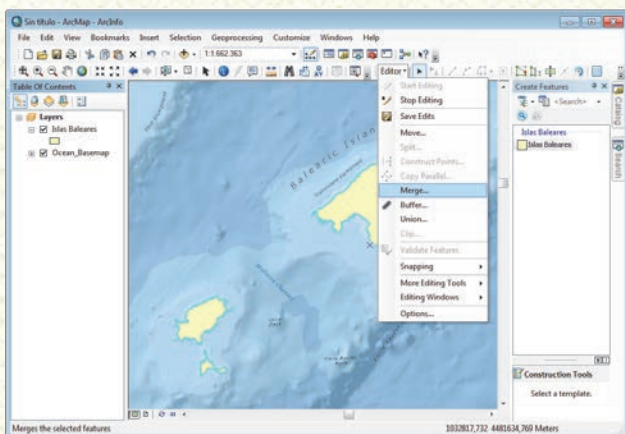 Sin título - ArcMap - ArcInfo
File Edit View Bookmarks Insert Selection Geoprocessing Customize Windows Help
1:1.662.363
Editor
Table Of Contents
Layers
Islas Baleares
Ocean_Basemap
Balearic Islan
Start Editing
Stop Editing
Save Edits
Move...
Split...
Construct Points...
Copy Parallel...
Merge...
Buffer...
Union...
Clip...
Validate Features
Snapping
More Editing Tools
Editing Windows
Options...
Create Features
<Search>
Islas Baleares
Islas Baleares
Catalog
Search
Construction Tools
Select a template.
Merges the selected features
1032817,732 4481634,769 Meters